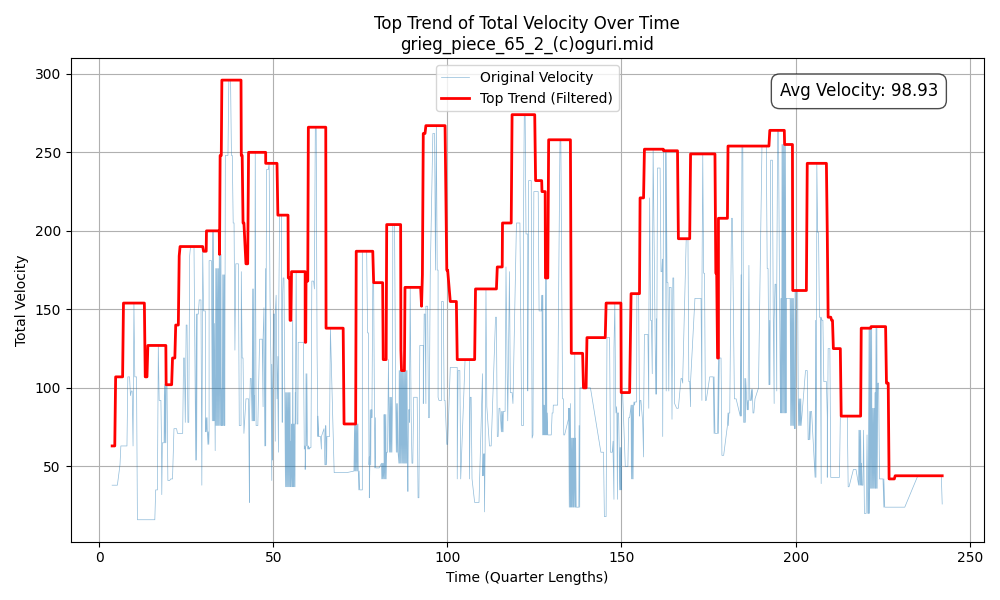 Top Trend of Total Velocity Over Time
grieg_piece_65_2_(c)oguri.mid
Original Velocity
Top Trend (Filtered)
Avg Velocity: 98.93
300
250
200
150
100
50
Total Velocity
0 50 100 150 200 250
Time (Quarter Lengths)